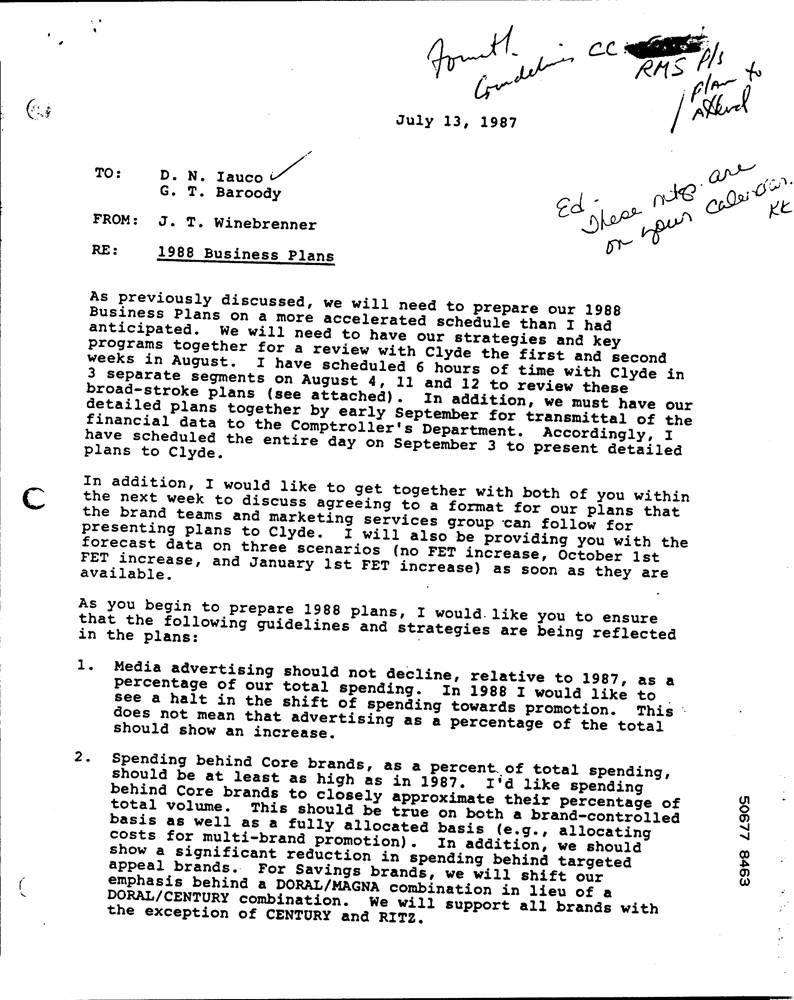 Format
Guidelines CC
RMS P/s
plan to
attend
July 13, 1987
TO: D. N. Iauco
G. T. Baroody
Ed -
These mtgs. are
on your calendar.
KK
FROM: J. T. Winebrenner
RE: 1988 Business Plans
As previously discussed, we will need to prepare our 1988
Business Plans on a more accelerated schedule than I had
anticipated. We will need to have our strategies and key
programs together for a review with Clyde the first and second
weeks in August. I have scheduled 6 hours of time with Clyde in
3 separate segments on August 4, 11 and 12 to review these
broad-stroke plans (see attached). In addition, we must have our
detailed plans together by early September for transmittal of the
financial data to the Comptroller's Department. Accordingly, I
have scheduled the entire day on September 3 to present detailed
plans to Clyde.
In addition, I would like to get together with both of you within
the next week to discuss agreeing to a format for our plans that
the brand teams and marketing services group can follow for
presenting plans to Clyde. I will also be providing you with the
forecast data on three scenarios (no FET increase, October 1st
FET increase, and January 1st FET increase) as soon as they are
available.
As you begin to prepare 1988 plans, I would like you to ensure
that the following guidelines and strategies are being reflected
in the plans:
1. Media advertising should not decline, relative to 1987, as a
percentage of our total spending. In 1988 I would like to
see a halt in the shift of spending towards promotion. This
does not mean that advertising as a percentage of the total
should show an increase.
2. Spending behind Core brands, as a percent of total spending,
should be at least as high as in 1987. I'd like spending
behind Core brands to closely approximate their percentage of
total volume. This should be true on both a brand-controlled
basis as well as a fully allocated basis (e.g., allocating
costs for multi-brand promotion). In addition, we should
show a significant reduction in spending behind targeted
appeal brands. For Savings brands, we will shift our
emphasis behind a DORAL/MAGNA combination in lieu of a
DORAL/CENTURY combination. We will support all brands with
the exception of CENTURY and RITZ.
50677 8463